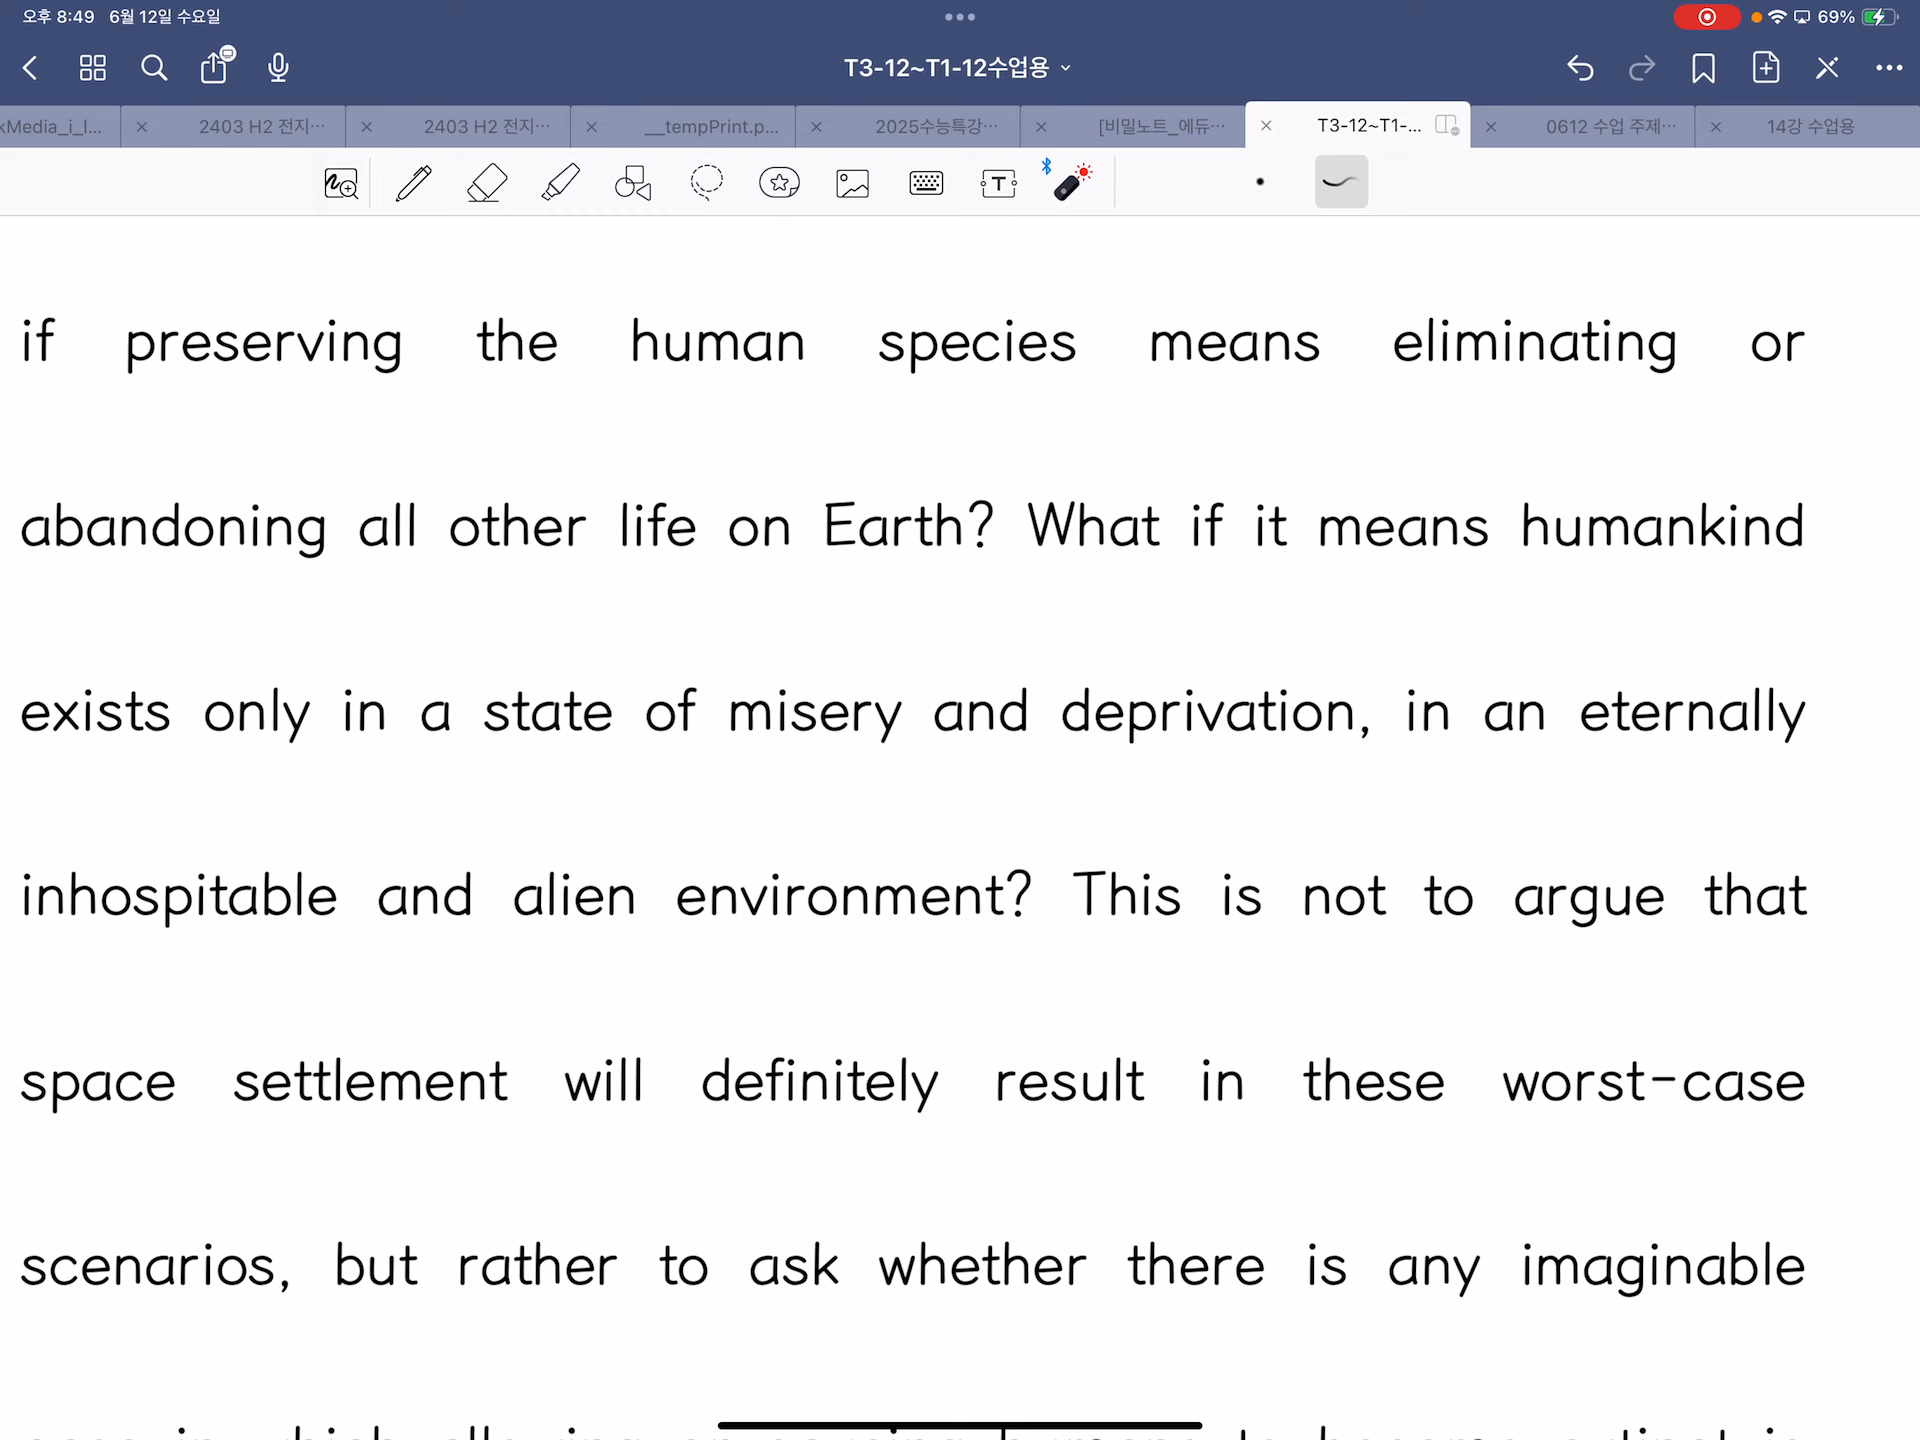 오후 8:49 6월 12일 수요일
69%
T3-12~T1-12수업용
kMedia_i_l...
2403 H2 전지...
2403 H2 전지...
__tempPrint.p...
2025수능특강...
[비밀노트_에듀...
T3-12~T1-...
0612 수업 주제...
14강 수업용
if preserving the human species means eliminating or
abandoning all other life on Earth? What if it means humankind
exists only in a state of misery and deprivation, in an eternally
inhospitable and alien environment? This is not to argue that
space settlement will definitely result in these worst-case
scenarios, but rather to ask whether there is any imaginable